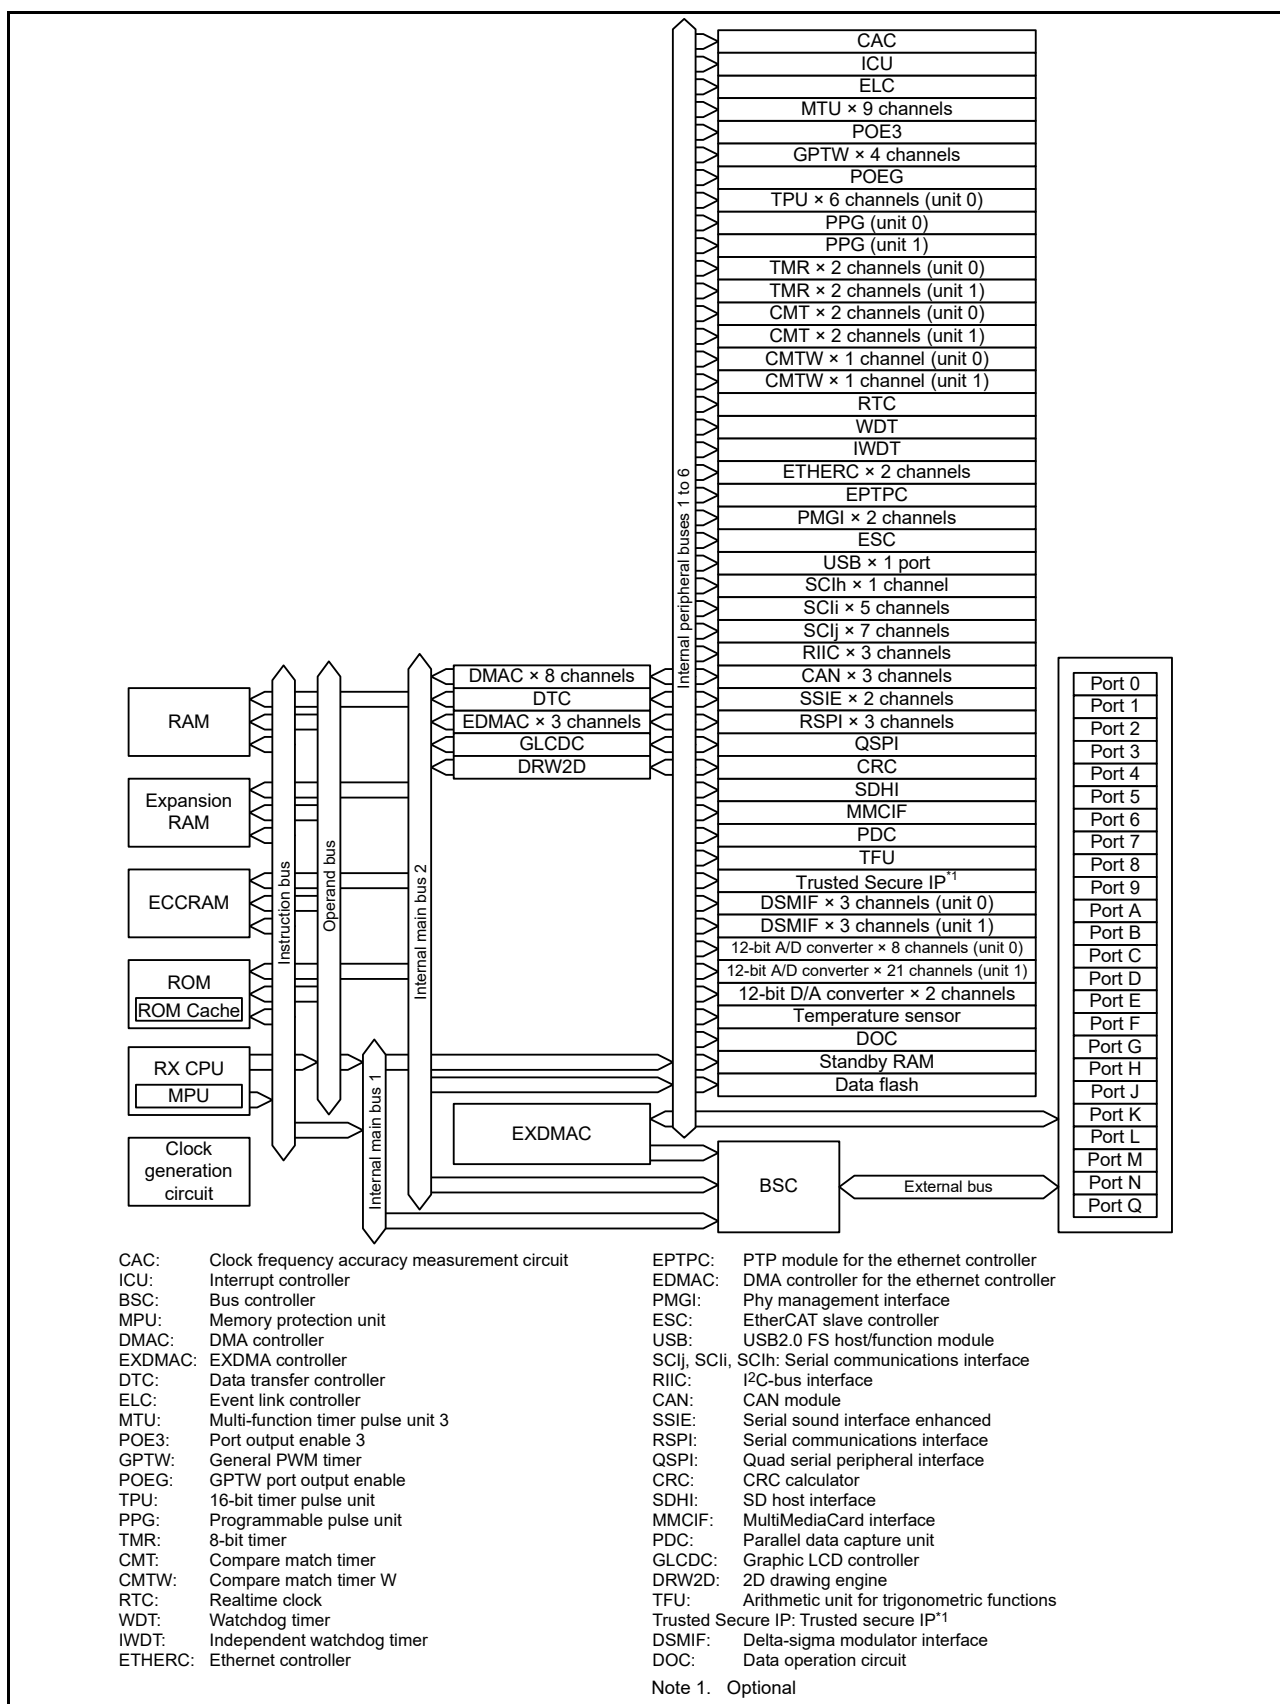 CAC
ICU
ELC
MTU × 9 channels
POE3
GPTW × 4 channels
POEG
TPU × 6 channels (unit 0)
PPG (unit 0)
PPG (unit 1)
TMR × 2 channels (unit 0)
TMR × 2 channels (unit 1)
CMT × 2 channels (unit 0)
CMT × 2 channels (unit 1)
CMTW × 1 channel (unit 0)
CMTW × 1 channel (unit 1)
RTC
WDT
IWDT
ETHERC × 2 channels
EPTPC
PMGI × 2 channels
ESC
USB × 1 port
SCIh × 1 channel
SCIi × 5 channels
SCIj × 7 channels
RIIC × 3 channels
CAN × 3 channels
SSIE × 2 channels
RSPI × 3 channels
QSPI
CRC
SDHI
MMCIF
PDC
TFU
Trusted Secure IP*1
DSMIF × 3 channels (unit 0)
DSMIF × 3 channels (unit 1)
12-bit A/D converter × 8 channels (unit 0)
12-bit A/D converter × 21 channels (unit 1)
12-bit D/A converter × 2 channels
Temperature sensor
DOC
Standby RAM
Data flash
Internal peripheral buses 1 to 6
DMAC × 8 channels
DTC
EDMAC × 3 channels
GLCDC
DRW2D
RAM
Expansion
RAM
ECCRAM
ROM
ROM Cache
RX CPU
MPU
Clock
generation
circuit
Instruction bus
Operand bus
Internal main bus 1
Internal main bus 2
EXDMAC
BSC
External bus
Port 0
Port 1
Port 2
Port 3
Port 4
Port 5
Port 6
Port 7
Port 8
Port 9
Port A
Port B
Port C
Port D
Port E
Port F
Port G
Port H
Port J
Port K
Port L
Port M
Port N
Port Q
CAC: Clock frequency accuracy measurement circuit
ICU: Interrupt controller
BSC: Bus controller
MPU: Memory protection unit
DMAC: DMA controller
EXDMAC: EXDMA controller
DTC: Data transfer controller
ELC: Event link controller
MTU: Multi-function timer pulse unit 3
POE3: Port output enable 3
GPTW: General PWM timer
POEG: GPTW port output enable
TPU: 16-bit timer pulse unit
PPG: Programmable pulse unit
TMR: 8-bit timer
CMT: Compare match timer
CMTW: Compare match timer W
RTC: Realtime clock
WDT: Watchdog timer
IWDT: Independent watchdog timer
ETHERC: Ethernet controller
EPTPC: PTP module for the ethernet controller
EDMAC: DMA controller for the ethernet controller
PMGI: Phy management interface
ESC: EtherCAT slave controller
USB: USB2.0 FS host/function module
SCIj, SCIi, SCIh: Serial communications interface
RIIC: I2C-bus interface
CAN: CAN module
SSIE: Serial sound interface enhanced
RSPI: Serial communications interface
QSPI: Quad serial peripheral interface
CRC: CRC calculator
SDHI: SD host interface
MMCIF: MultiMediaCard interface
PDC: Parallel data capture unit
GLCDC: Graphic LCD controller
DRW2D: 2D drawing engine
TFU: Arithmetic unit for trigonometric functions
Trusted Secure IP: Trusted secure IP*1
DSMIF: Delta-sigma modulator interface
DOC: Data operation circuit
Note 1. Optional